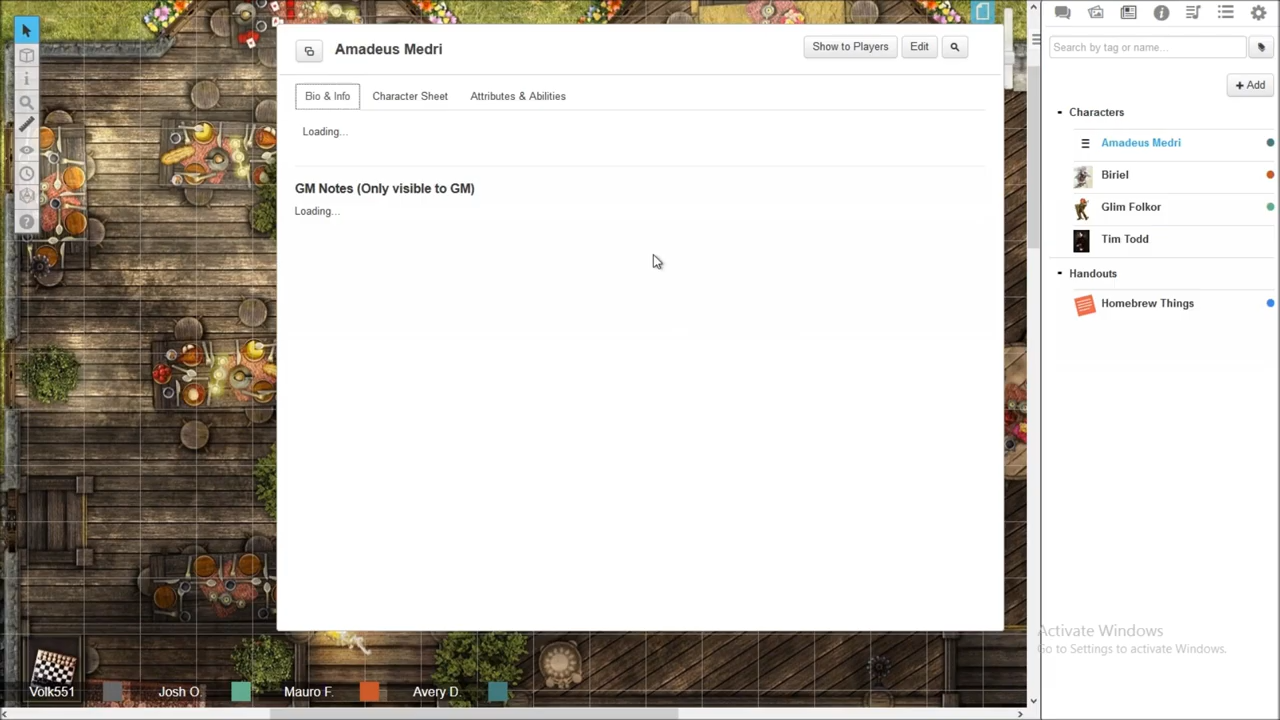 Amadeus Medri
Show to Players
Edit
Bio & Info
Character Sheet
Attributes & Abilities
Loading...
GM Notes (Only visible to GM)
Loading...
Search by tag or name...
+ Add
Characters
Amadeus Medri
Biriel
Glim Folkor
Tim Todd
Handouts
Homebrew Things
Activate Windows
Go to Settings to activate Windows.
Volk551
Josh O.
Mauro F.
Avery D.